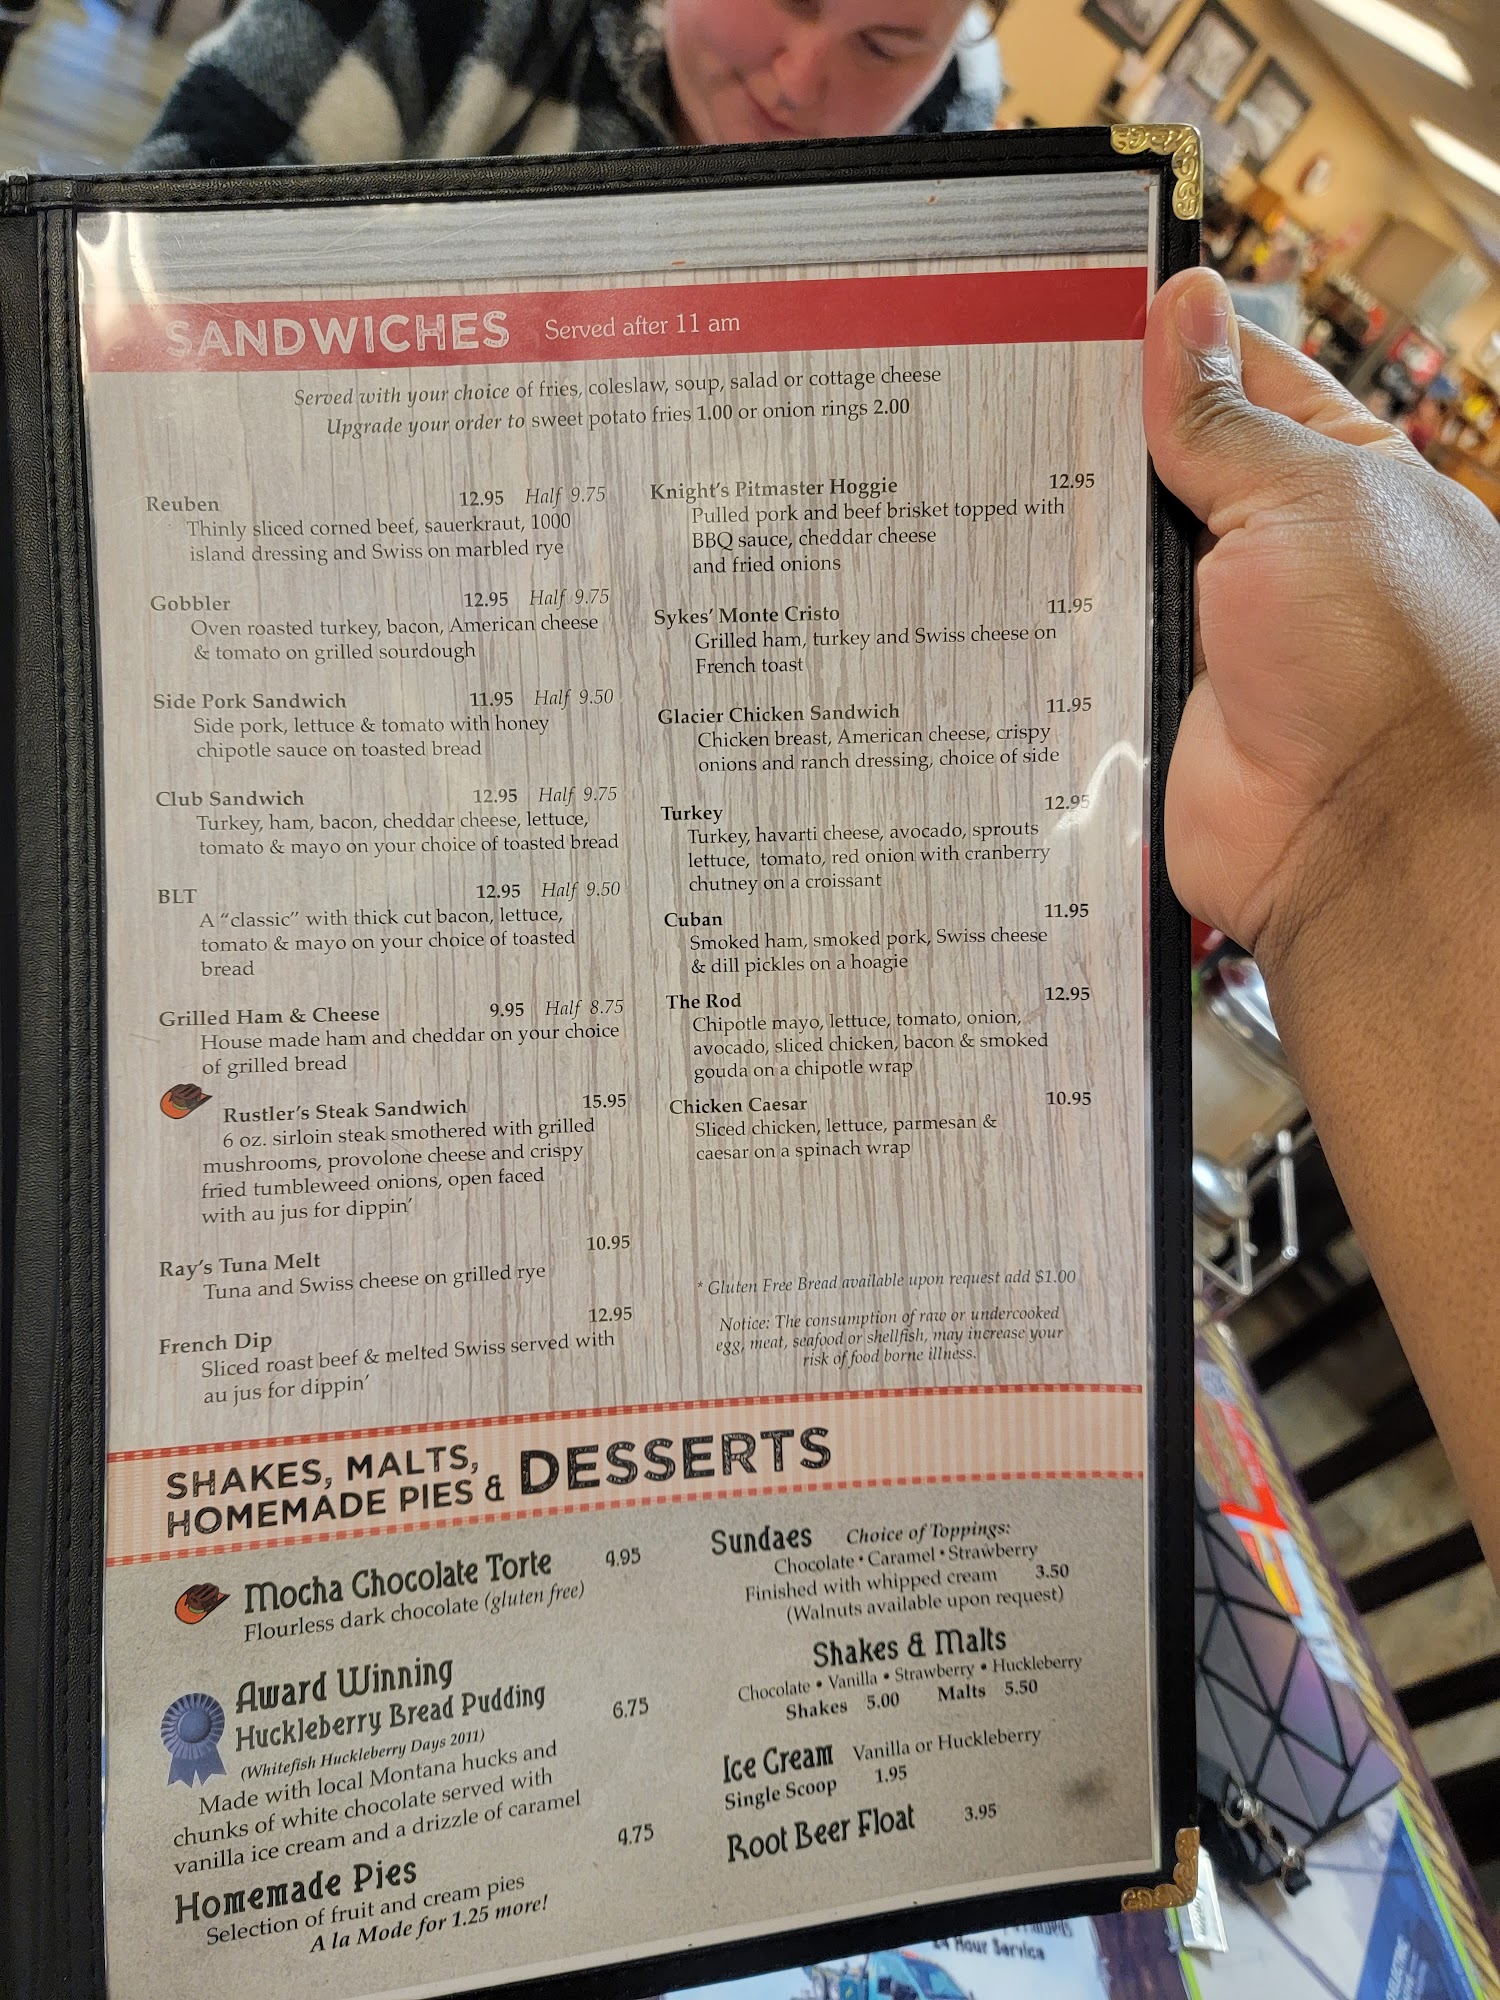 SANDWICHES Served after 11 am
Served with your choice of fries, coleslaw, soup, salad or cottage cheese
Upgrade your order to sweet potato fries 1.00 or onion rings 2.00
Reuben 12.95 Half 9.75
Thinly sliced corned beef, sauerkraut, 1000
island dressing and Swiss on marbled rye
Gobbler 12.95 Half 9.75
Oven roasted turkey, bacon, American cheese
& tomato on grilled sourdough
Side Pork Sandwich 11.95 Half 9.50
Side pork, lettuce & tomato with honey
chipotle sauce on toasted bread
Club Sandwich 12.95 Half 9.75
Turkey, ham, bacon, cheddar cheese, lettuce,
tomato & mayo on your choice of toasted bread
BLT 12.95 Half 9.50
A "classic" with thick cut bacon, lettuce,
tomato & mayo on your choice of toasted
bread
Grilled Ham & Cheese 9.95 Half 8.75
House made ham and cheddar on your choice
of grilled bread
Rustler's Steak Sandwich 15.95
6 oz. sirloin steak smothered with grilled
mushrooms, provolone cheese and crispy
fried tumbleweed onions, open faced
with au jus for dippin'
Ray's Tuna Melt 10.95
Tuna and Swiss cheese on grilled rye
French Dip 12.95
Sliced roast beef & melted Swiss served with
au jus for dippin'
Knight's Pitmaster Hoggie 12.95
Pulled pork and beef brisket topped with
BBQ sauce, cheddar cheese
and fried onions
Sykes' Monte Cristo 11.95
Grilled ham, turkey and Swiss cheese on
French toast
Glacier Chicken Sandwich 11.95
Chicken breast, American cheese, crispy
onions and ranch dressing, choice of side
Turkey 12.95
Turkey, havarti cheese, avocado, sprouts
lettuce, tomato, red onion with cranberry
chutney on a croissant
Cuban 11.95
Smoked ham, smoked pork, Swiss cheese
& dill pickles on a hoagie
The Rod 12.95
Chipotle mayo, lettuce, tomato, onion,
avocado, sliced chicken, bacon & smoked
gouda on a chipotle wrap
Chicken Caesar 10.95
Sliced chicken, lettuce, parmesan &
caesar on a spinach wrap
* Gluten Free Bread available upon request add $1.00
Notice: The consumption of raw or undercooked
egg, meat, seafood or shellfish, may increase your
risk of food borne illness.
SHAKES, MALTS,
HOMEMADE PIES & DESSERTS
Mocha Chocolate Torte 4.95
Flourless dark chocolate (gluten free)
Award Winning
Huckleberry Bread Pudding 6.75
(Whitefish Huckleberry Days 2011)
Made with local Montana hucks and
chunks of white chocolate served with
vanilla ice cream and a drizzle of caramel
Homemade Pies 4.75
Selection of fruit and cream pies
A la Mode for 1.25 more!
Sundaes Choice of Toppings:
Chocolate • Caramel • Strawberry
Finished with whipped cream 3.50
(Walnuts available upon request)
Shakes & Malts
Chocolate • Vanilla • Strawberry • Huckleberry
Shakes 5.00 Malts 5.50
Ice Cream Vanilla or Huckleberry
Single Scoop 1.95
Root Beer Float 3.95
Hour Service